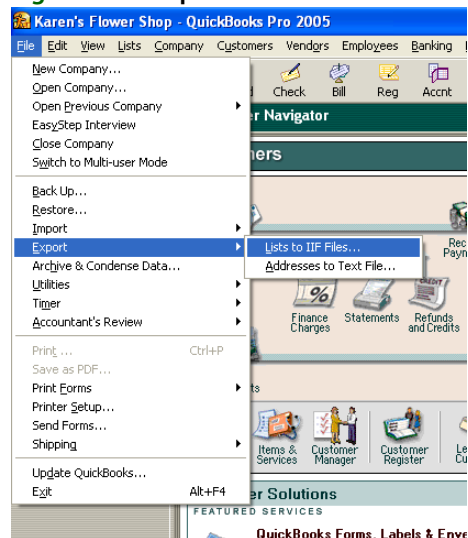 Karen's Flower Shop - QuickBooks Pro 2005
File Edit View Lists Company Customers Vendors Employees Banking
New Company...
Open Company...
Open Previous Company
EasyStep Interview
Close Company
Switch to Multi-user Mode
Back Up...
Restore...
Import
Export
Archive & Condense Data...
Utilities
Timer
Accountant's Review
Print ... Ctrl+P
Save as PDF...
Print Forms
Printer Setup...
Send Forms...
Shipping
Update QuickBooks...
Exit Alt+F4
Lists to IIF Files...
Addresses to Text File...
Check Bill Reg Accnt
Navigator
Finance Charges
Statements
Refunds and Credits
CREDIT
%
Items & Services
Customer Manager
Customer Register
Solutions
FEATURED SERVICES
QuickBooks Forms, Labels &